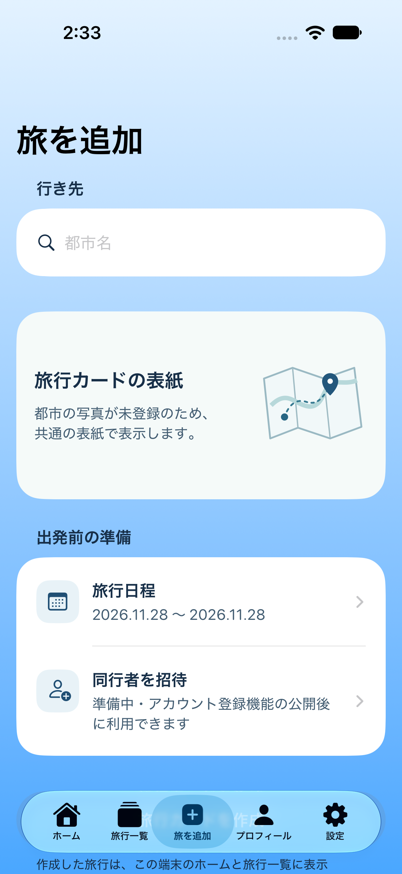 2:33
旅を追加
行き先
都市名
旅行カードの表紙
都市の写真が未登録のため、
共通の表紙で表示します。
出発前の準備
旅行日程
2026.11.28 〜 2026.11.28
同行者を招待
準備中・アカウント登録機能の公開後
に利用できます
ホーム
旅行一覧
旅を追加
プロフィール
設定
作成した旅行は、この端末のホームと旅行一覧に表示